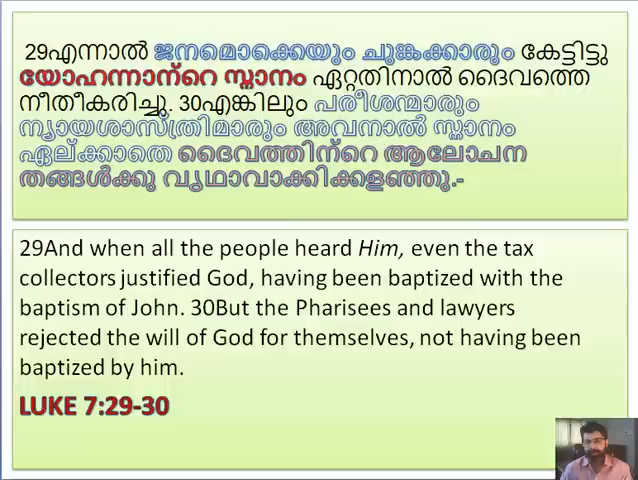 29എന്നാൽ ജനമൊക്കെയും ചുങ്കക്കാരും കേട്ടിട്ടു
യോഹന്നാന്റെ സ്നാനം ഏറ്റതിനാൽ ദൈവത്തെ
നീതീകരിച്ചു. 30എങ്കിലും പരീശന്മാരും
ന്യായശാസ്ത്രിമാരും അവനാൽ സ്നാനം
ഏല്ക്കാതെ ദൈവത്തിന്റെ ആലോചന
തങ്ങൾക്കു വൃഥാവാക്കിക്കളഞ്ഞു.-
29And when all the people heard Him, even the tax
collectors justified God, having been baptized with the
baptism of John. 30But the Pharisees and lawyers
rejected the will of God for themselves, not having been
baptized by him.
LUKE 7:29-30